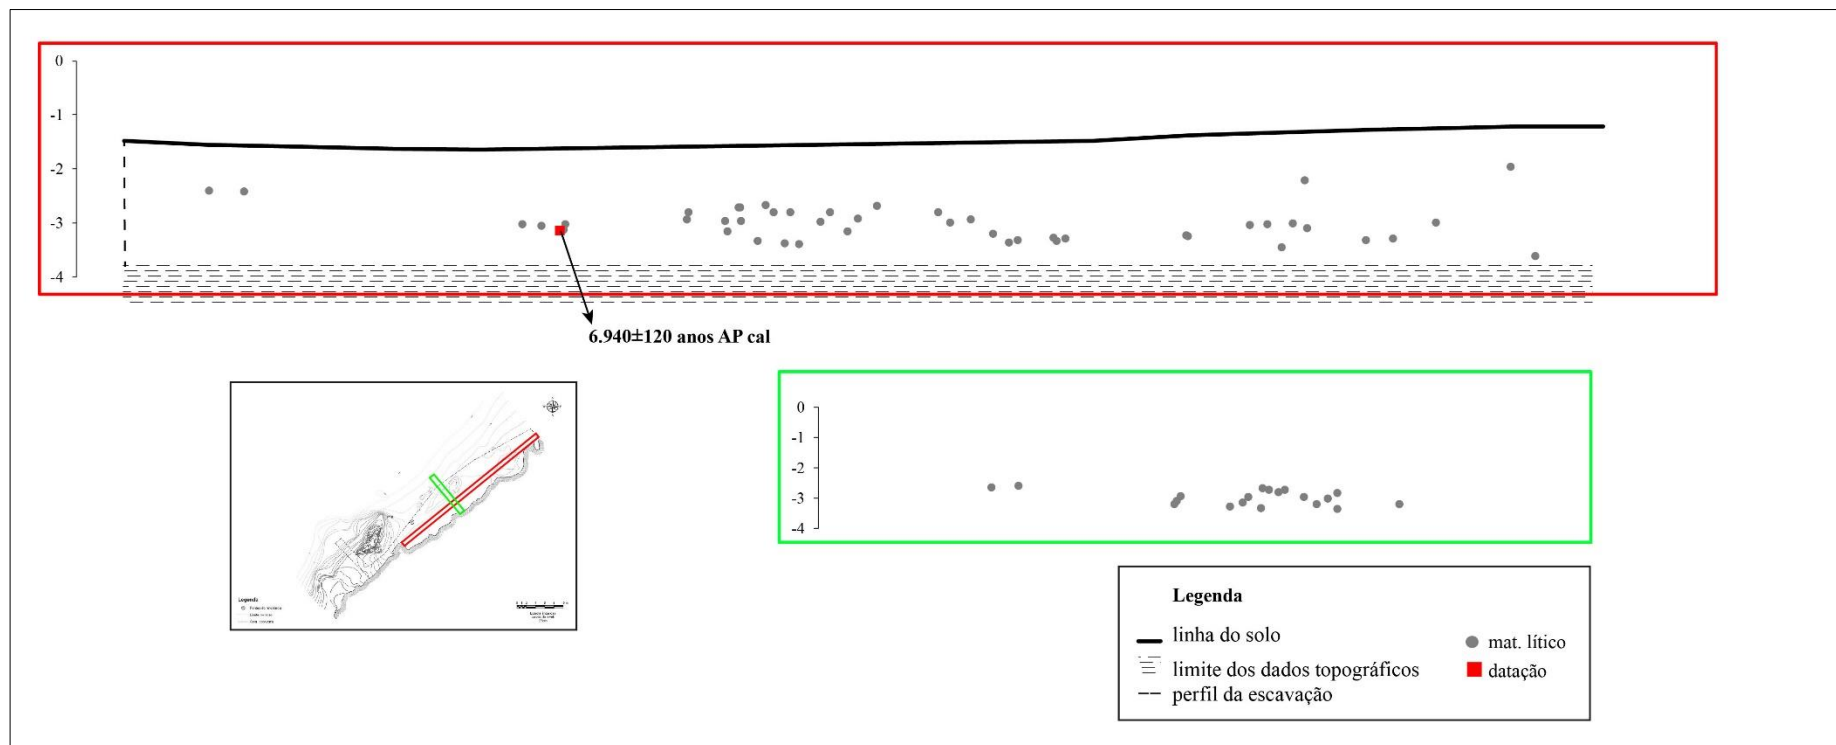 0
-1
-2
-3
-4
6.940±120 anos AP cal
0
-1
-2
-3
-4
Legenda
Legenda
linha do solo
mat. lítico
limite dos dados topográficos
datação
perfil da escavação